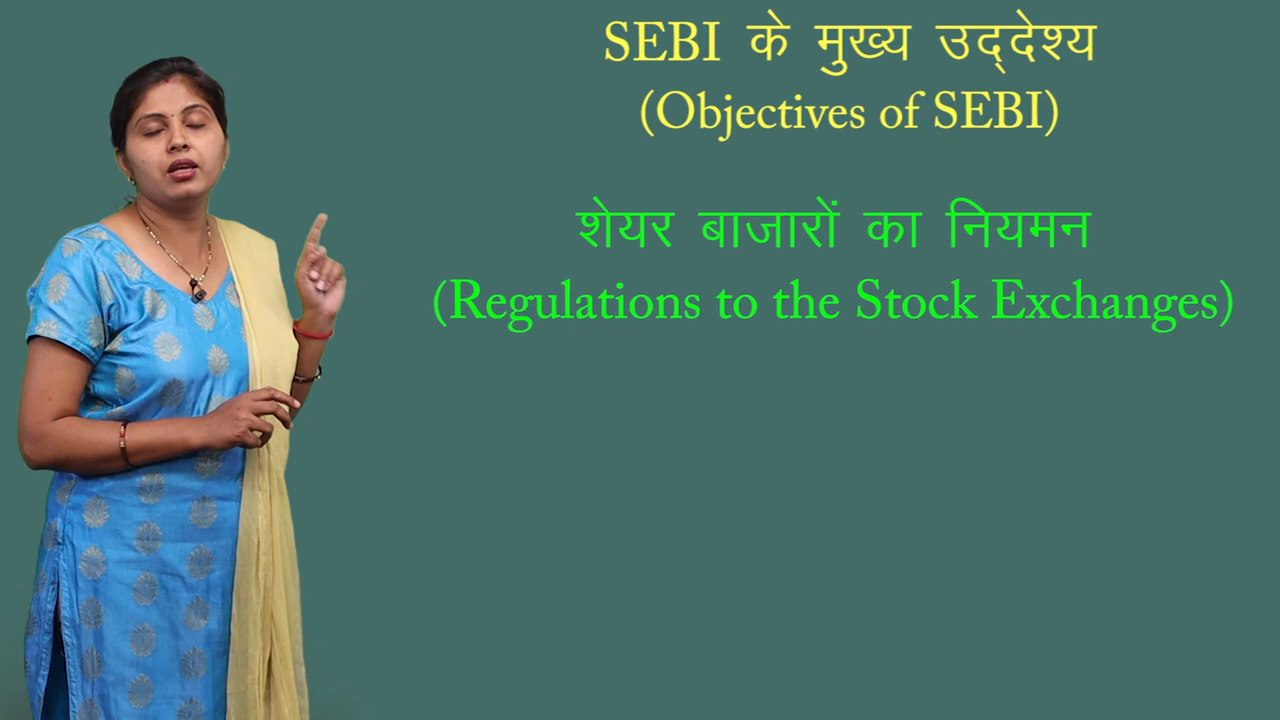 SEBI के मुख्य उद्‌देश्य
(Objectives of SEBI)
शेयर बाजारों का नियमन
(Regulations to the Stock Exchanges)